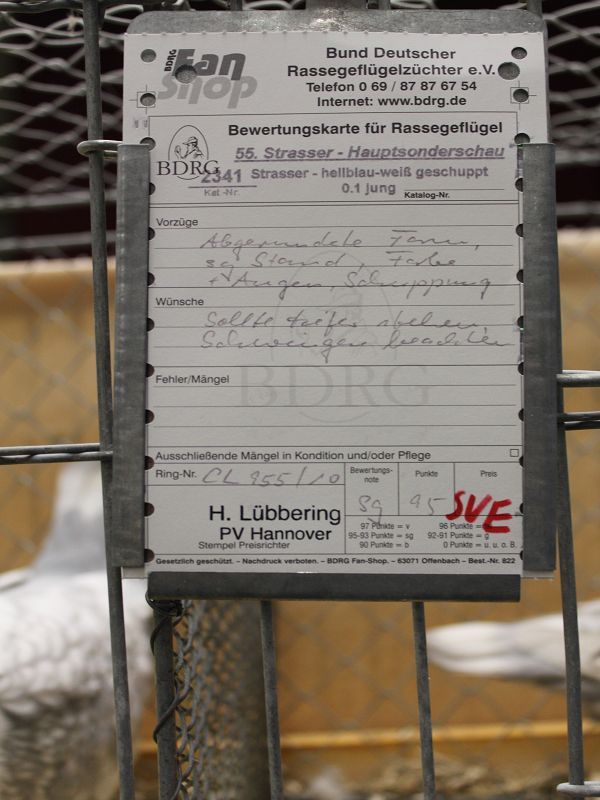 BDRG
Fan
Shop
Bund Deutscher
Rassegeflügelzüchter e.V.
Telefon 0 69 / 87 87 67 54
Internet: www.bdrg.de
Bewertungskarte für Rassegeflügel
BDRG
55. Strasser - Hauptsonderschau
2341 Strasser - hellblau-weiß geschuppt
Kat.-Nr. 0.1 jung Katalog-Nr.
Vorzüge
Abgerundete Form,
sg Stand, Farbe
+ Augen, Schuppung
Wünsche
Sollte tiefer stehen,
Schwingen beachten
BDRG
Fehler/Mängel
Ausschließende Mängel in Kondition und/oder Pflege
Ring-Nr. CL 955/10
Bewertungs-
note
Punkte
Preis
sg 95 SVE
H. Lübbering
PV Hannover
Stempel Preisrichter
97 Punkte = v 96 Punkte =
95-93 Punkte = sg 92-91 Punkte = g
90 Punkte = b 0 Punkte = u, u, o. B.
Gesetzlich geschützt. – Nachdruck verboten. – BDRG Fan-Shop. – 63071 Offenbach – Best.-Nr. 822